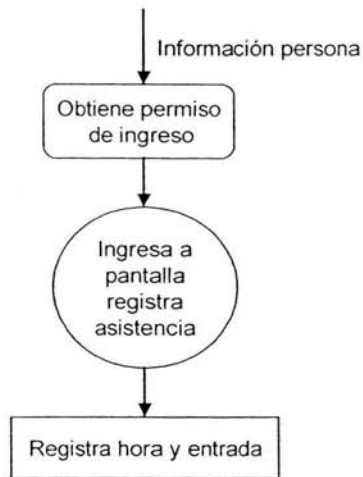 Información persona
Obtiene permiso
de ingreso
Ingresa a
pantalla
registra
asistencia
Registra hora y entrada